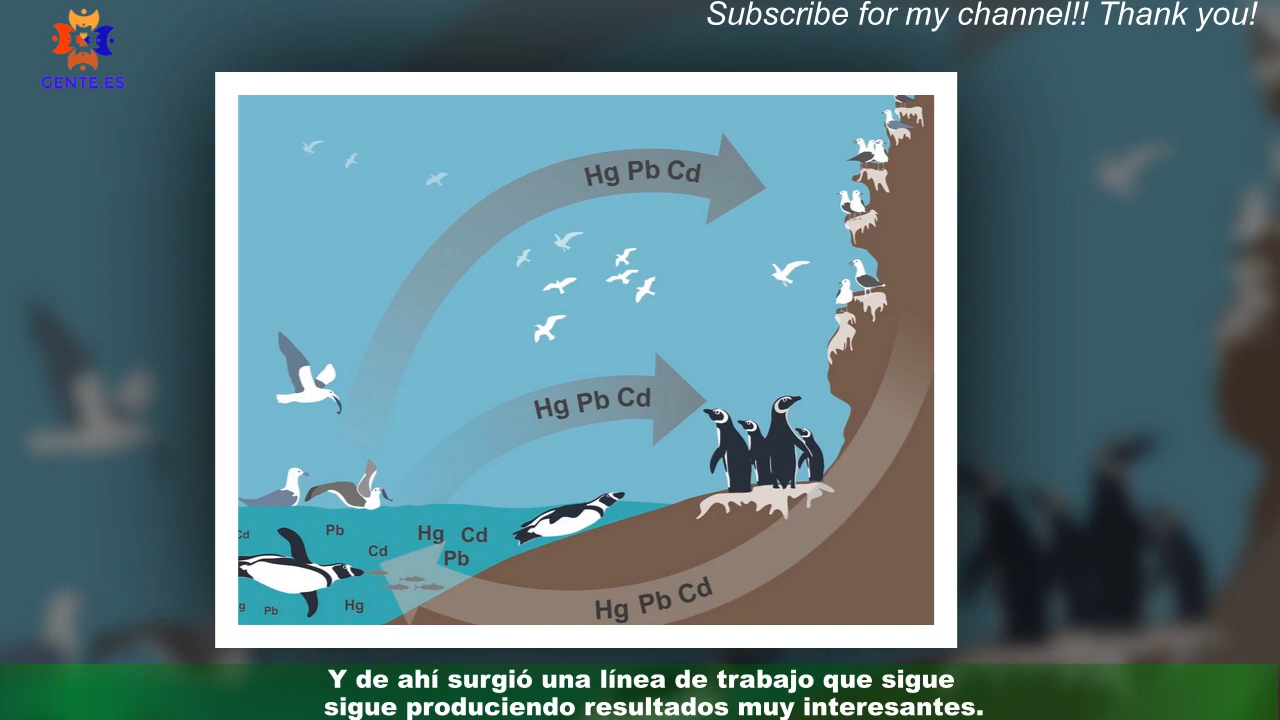 Subscribe for my channel!! Thank you!
GENTE.ES
Hg Pb Cd
Hg Pb Cd
Cd
Pb
Hg Cd
Cd
Pb
g
Pb
Hg
Hg Pb Cd
Y de ahí surgió una línea de trabajo que sigue
sigue produciendo resultados muy interesantes.